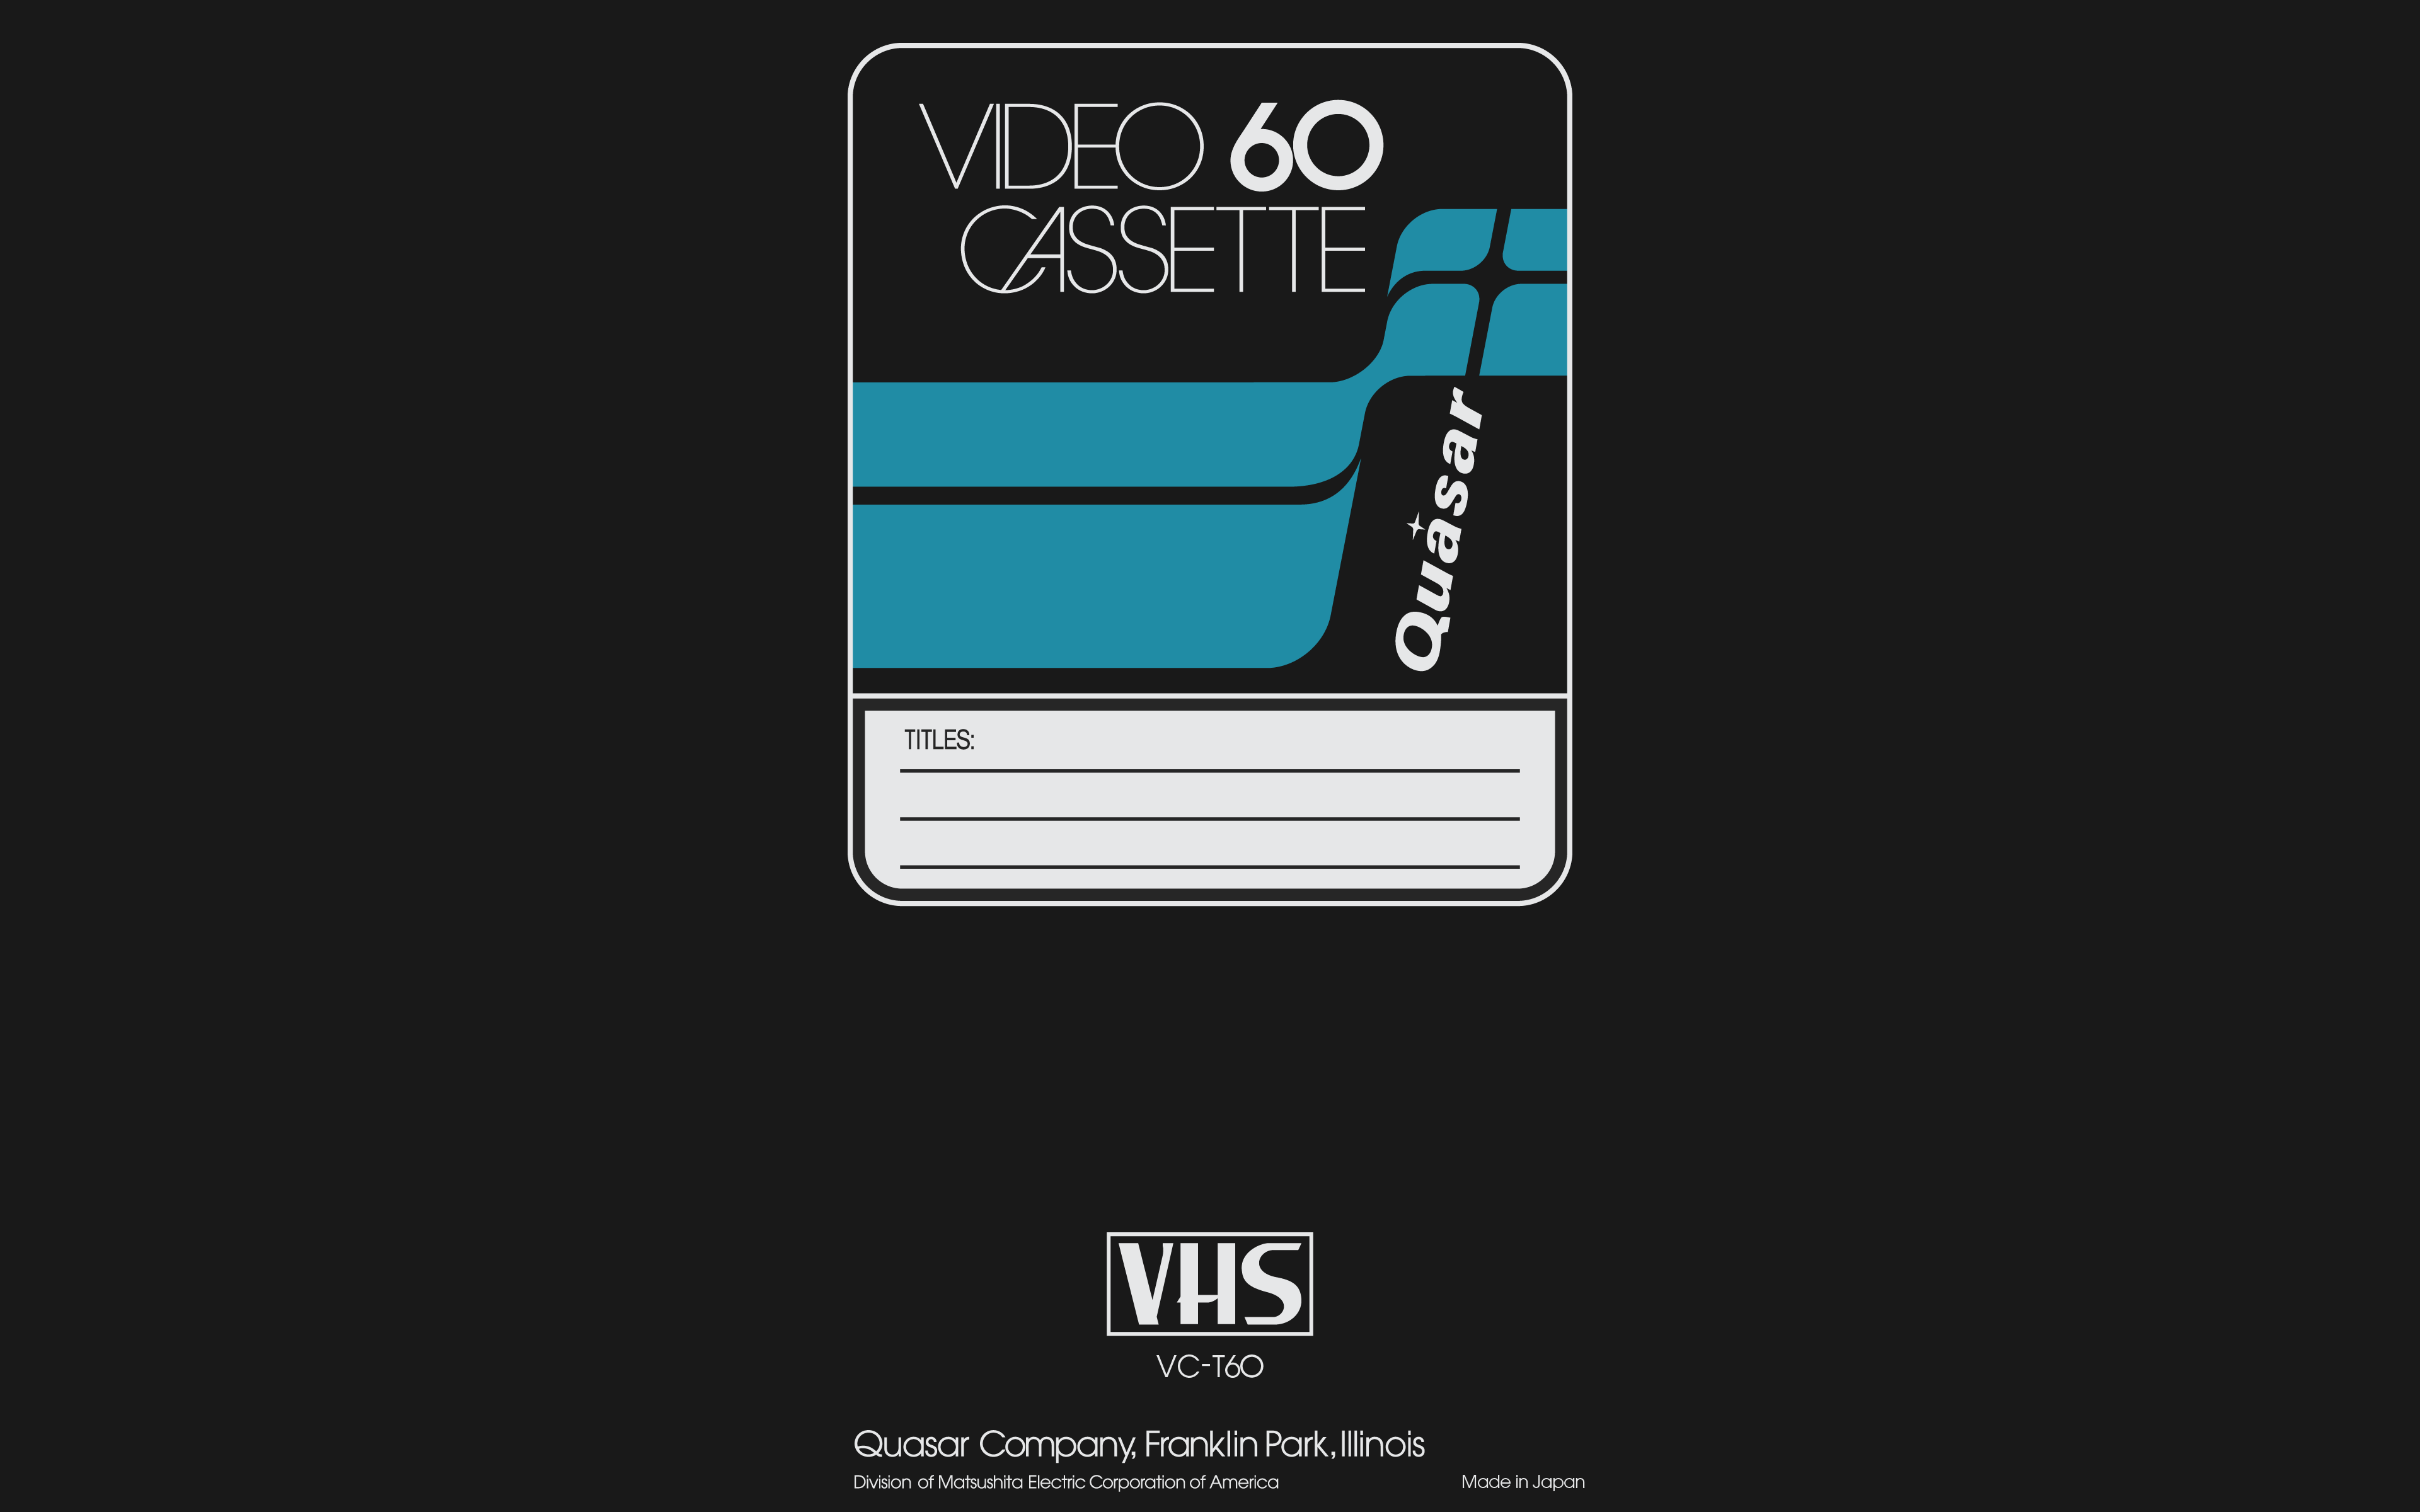 VIDEO 60
CASSETTE
Quasar
TITLES:
VHS
VC-T60
Quasar Company, Franklin Park, Illinois
Division of Matsushita Electric Corporation of America
Made in Japan